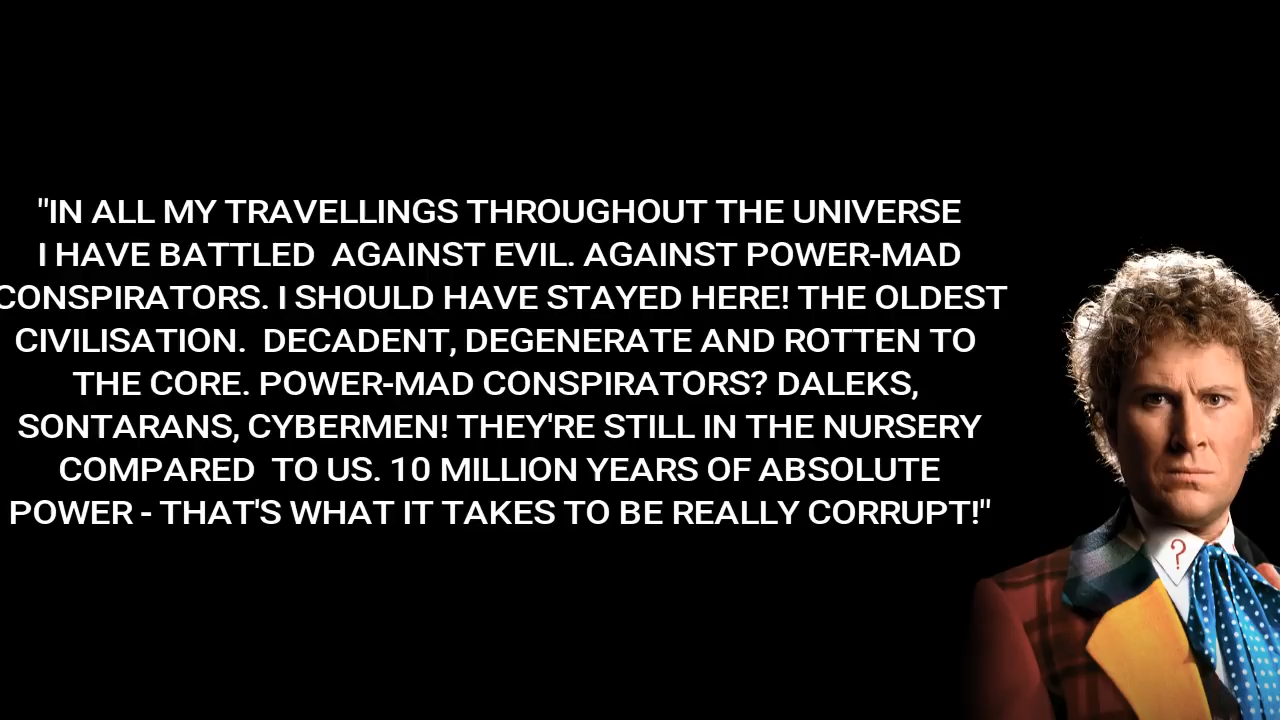 "IN ALL MY TRAVELLINGS THROUGHOUT THE UNIVERSE
I HAVE BATTLED  AGAINST EVIL. AGAINST POWER-MAD
CONSPIRATORS. I SHOULD HAVE STAYED HERE! THE OLDEST
CIVILISATION.  DECADENT, DEGENERATE AND ROTTEN TO
THE CORE. POWER-MAD CONSPIRATORS? DALEKS,
SONTARANS, CYBERMEN! THEY'RE STILL IN THE NURSERY
COMPARED  TO US. 10 MILLION YEARS OF ABSOLUTE
POWER - THAT'S WHAT IT TAKES TO BE REALLY CORRUPT!"
?